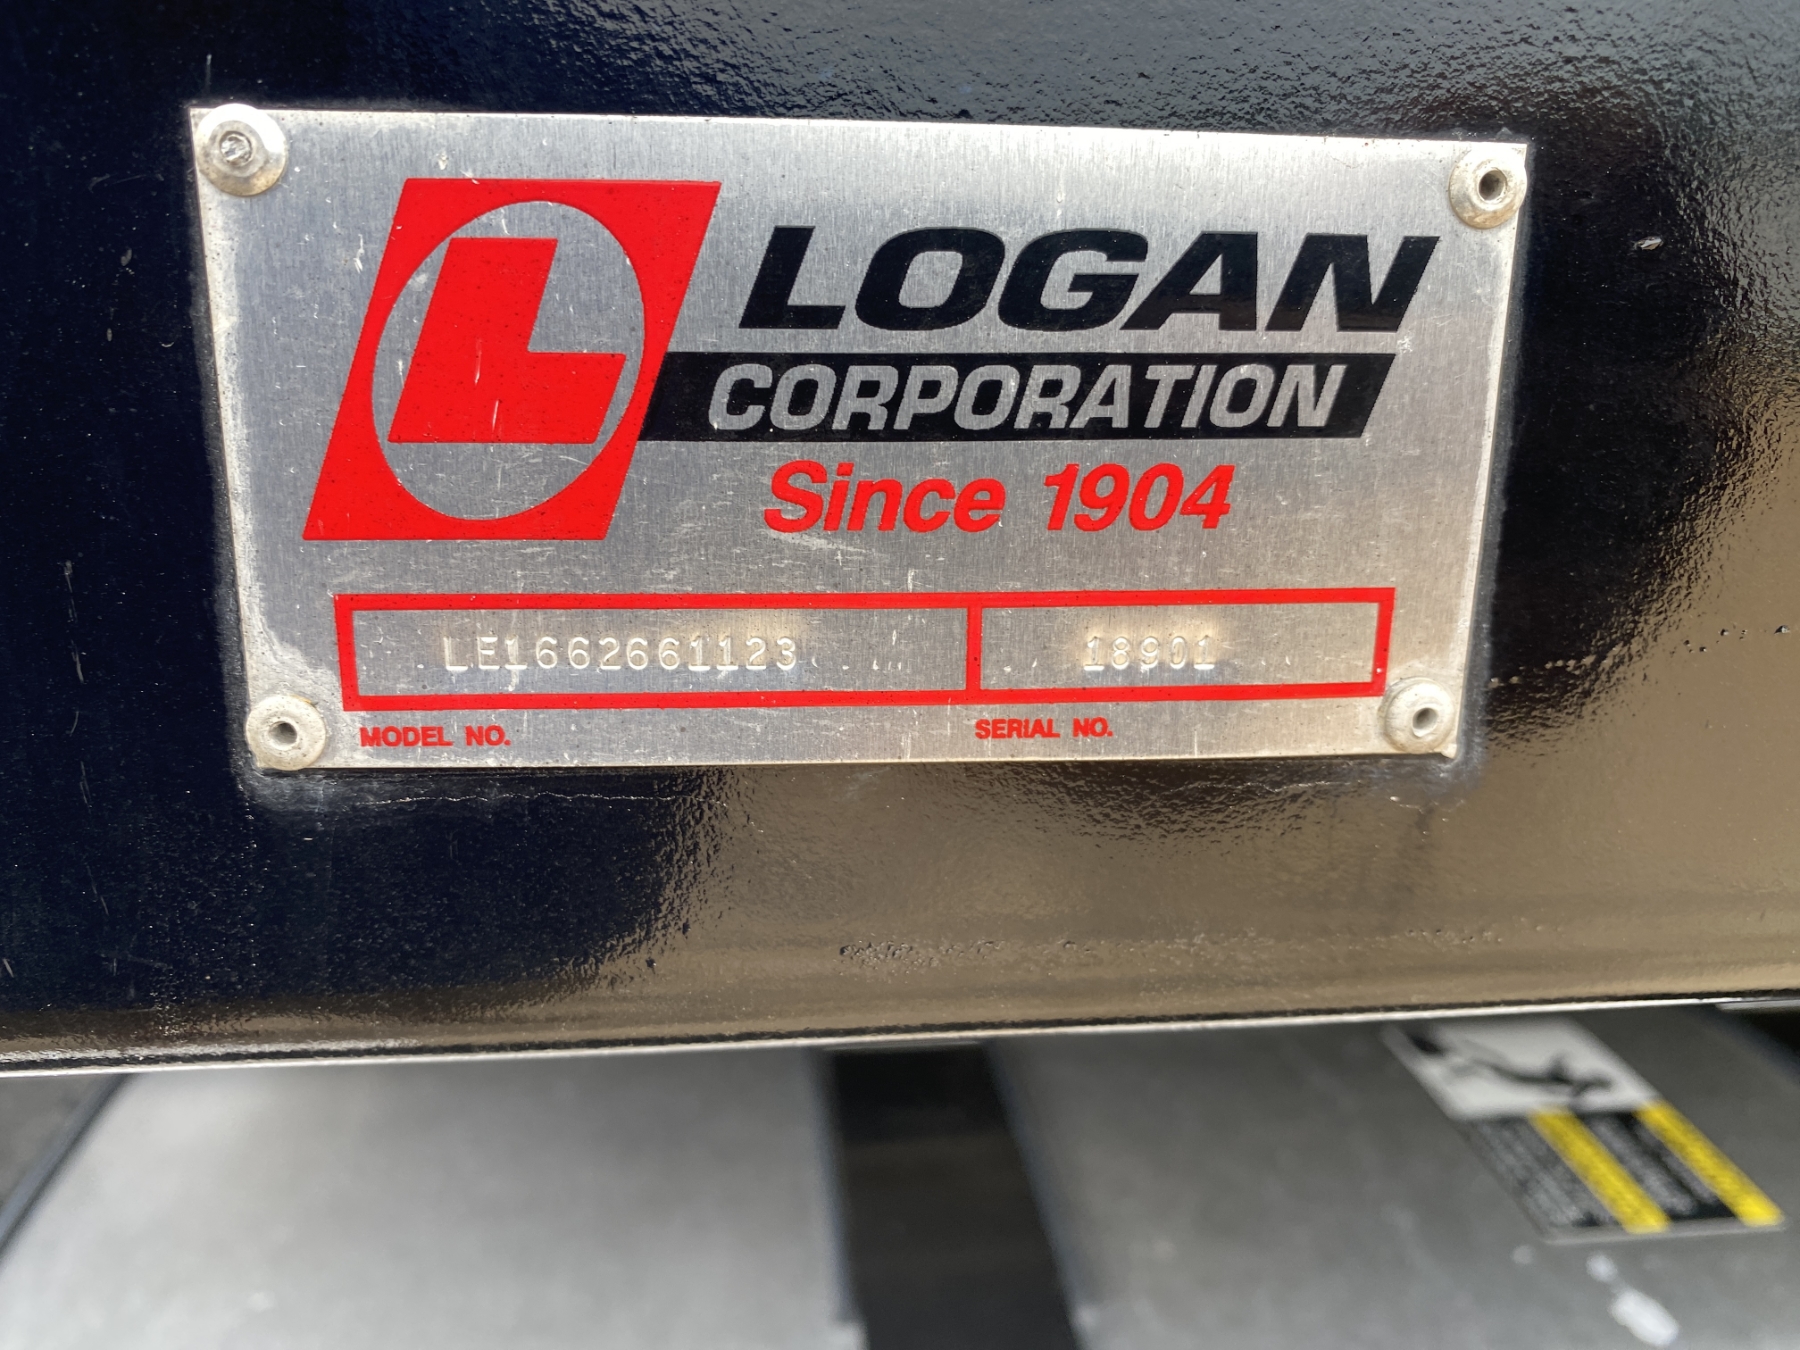 L
LOGAN
CORPORATION
Since 1904
LE1662661123 18901
MODEL NO. SERIAL NO.